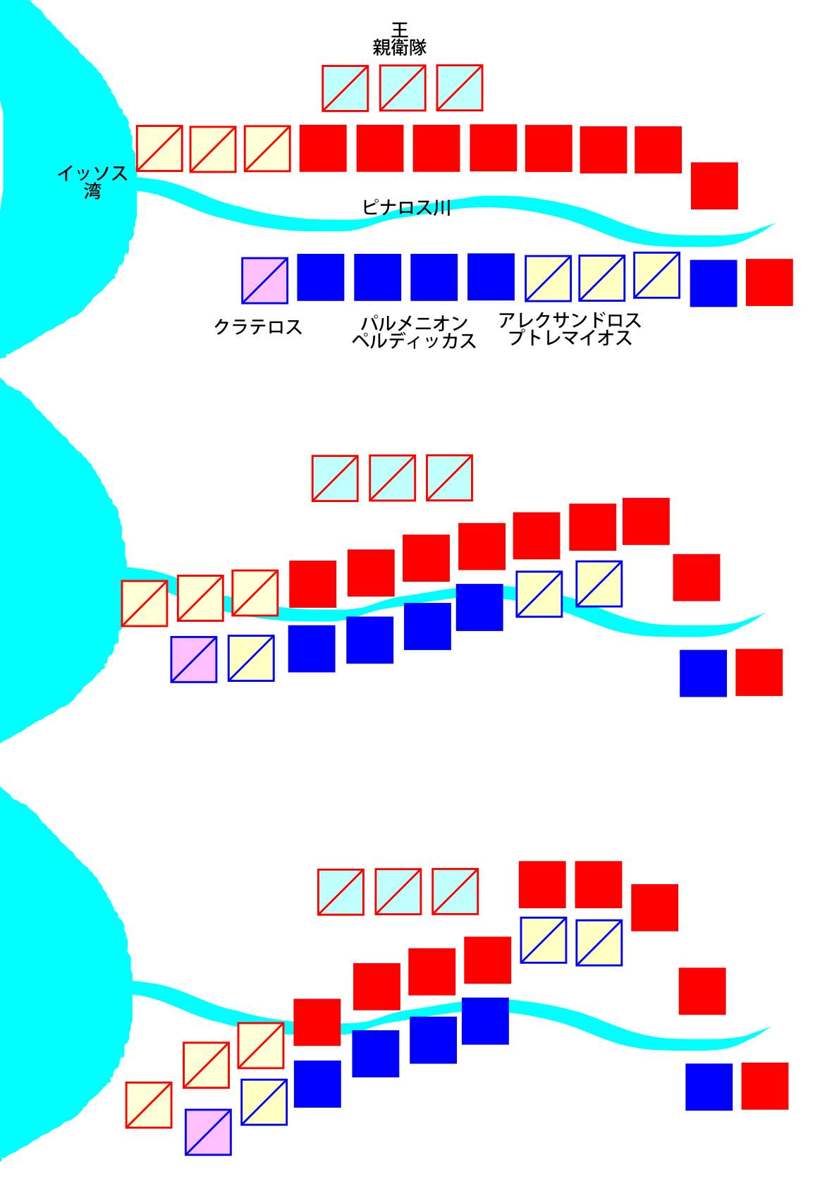 王
親衛隊
イッソス
湾
ピナロス川
クラテロス
パルメニオン
ペルディッカス
アレクサンドロス
プトレマイオス